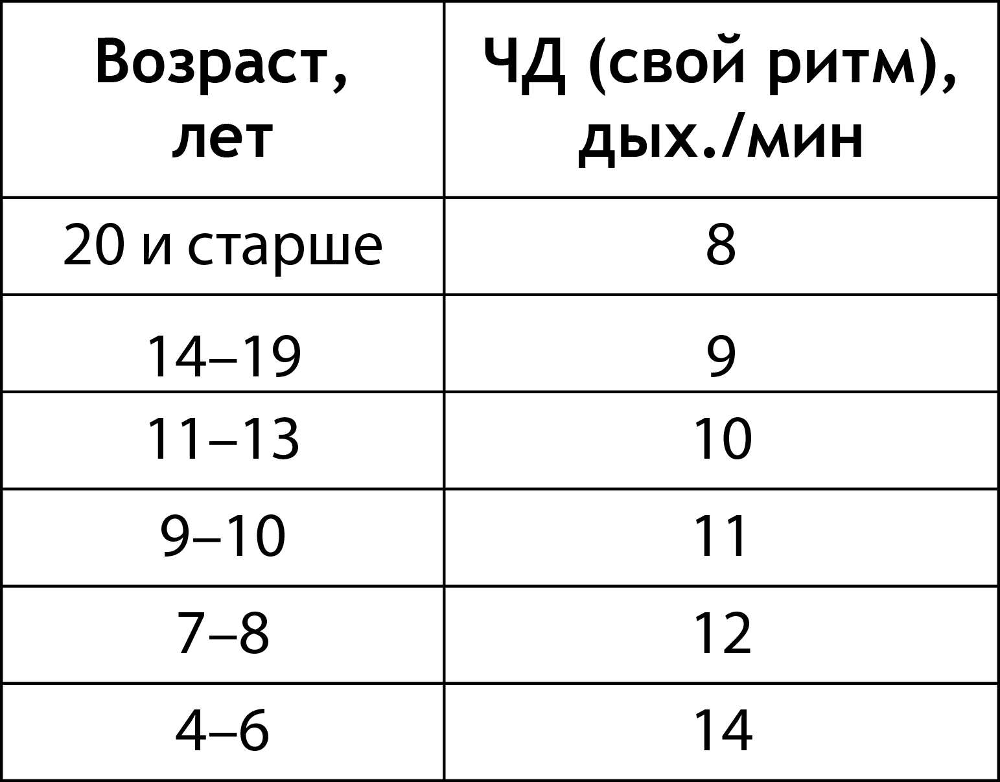 Возраст, лет
ЧД (свой ритм), дых./мин
20 и старше 8
14–19 9
11–13 10
9–10 11
7–8 12
4–6 14